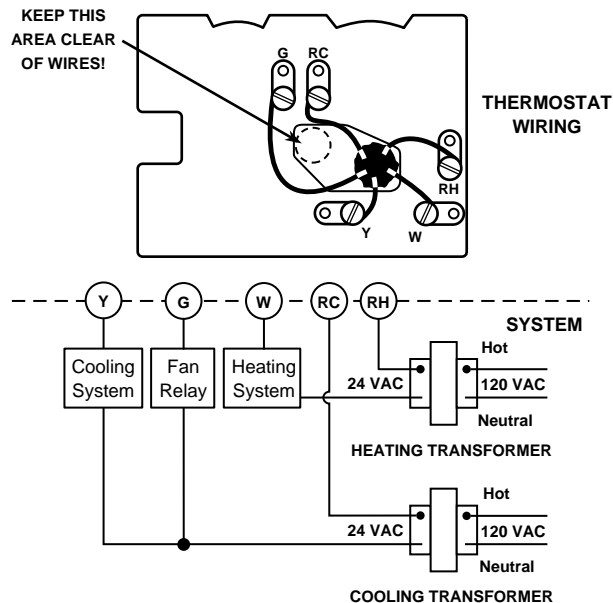 KEEP THIS
AREA CLEAR
OF WIRES!
G RC
THERMOSTAT
WIRING
RH
Y W
Y G W RC RH
SYSTEM
Cooling
System
Fan
Relay
Heating
System
Hot
24 VAC 120 VAC
Neutral
HEATING TRANSFORMER
Hot
24 VAC 120 VAC
Neutral
COOLING TRANSFORMER